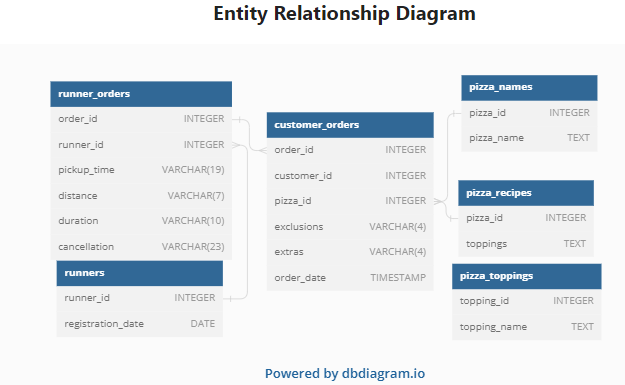 Entity Relationship Diagram
runner_orders
order_id INTEGER
runner_id INTEGER
pickup_time VARCHAR(19)
distance VARCHAR(7)
duration VARCHAR(10)
cancellation VARCHAR(23)
runners
runner_id INTEGER
registration_date DATE
customer_orders
order_id INTEGER
customer_id INTEGER
pizza_id INTEGER
exclusions VARCHAR(4)
extras VARCHAR(4)
order_date TIMESTAMP
pizza_names
pizza_id INTEGER
pizza_name TEXT
pizza_recipes
pizza_id INTEGER
toppings TEXT
pizza_toppings
topping_id INTEGER
topping_name TEXT
Powered by dbdiagram.io